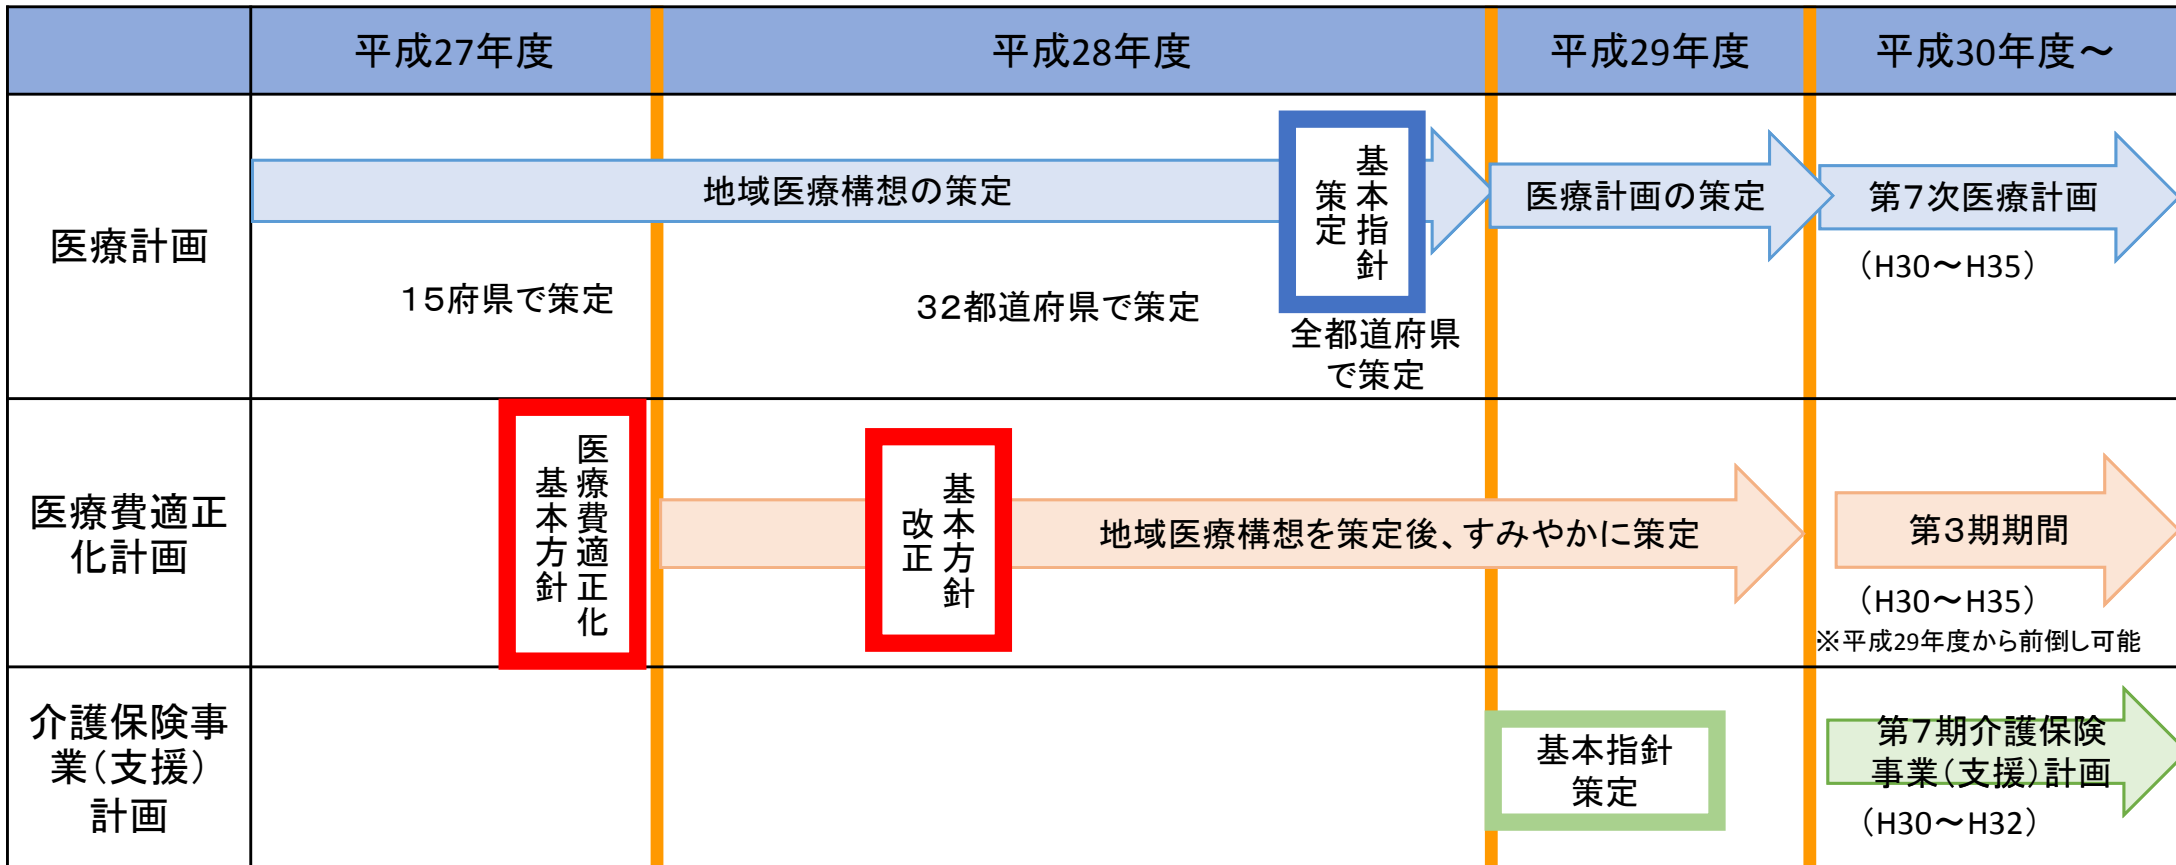 平成27年度
平成28年度
平成29年度
平成30年度～
医療計画
地域医療構想の策定
基本指針
策定
医療計画の策定
第７次医療計画
（H30～H35）
１５府県で策定
３２都道府県で策定
全都道府県
で策定
医療費適正
化計画
医療費適正化
基本方針
基本方針
改正
地域医療構想を策定後、すみやかに策定
第３期期間
（H30～H35）
※平成29年度から前倒し可能
介護保険事
業（支援）
計画
基本指針
策定
第７期介護保険
事業（支援）計画
（H30～H32）